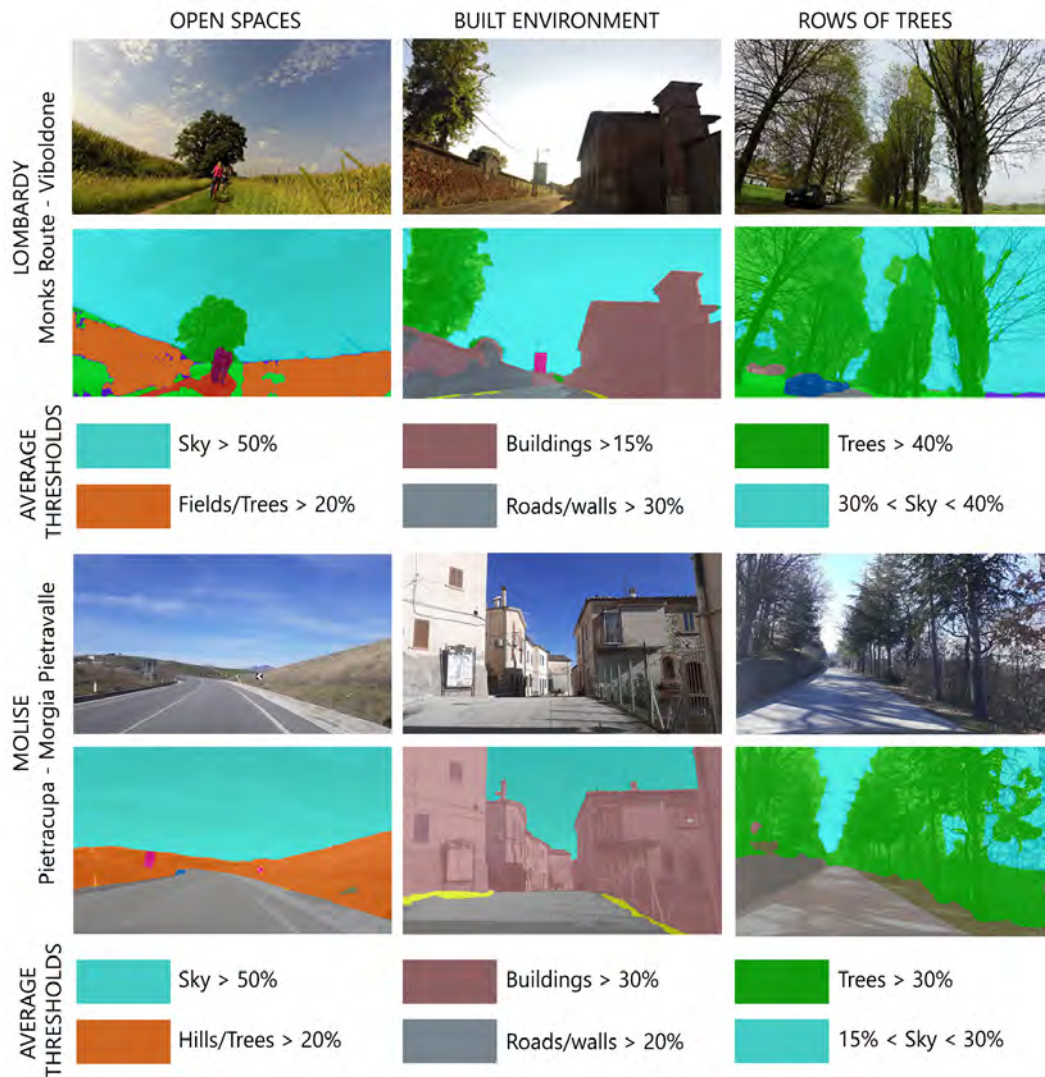 OPEN SPACES
BUILT ENVIRONMENT
ROWS OF TREES
LOMBARDY
Monks Route - Viboldone
AVERAGE
THRESHOLDS
Sky > 50%
Buildings >15%
Trees > 40%
Fields/Trees > 20%
Roads/walls > 30%
30% < Sky < 40%
MOLISE
Pietracupa - Morgia Pietravalle
AVERAGE
THRESHOLDS
Sky > 50%
Buildings > 30%
Trees > 30%
Hills/Trees > 20%
Roads/walls > 20%
15% < Sky < 30%